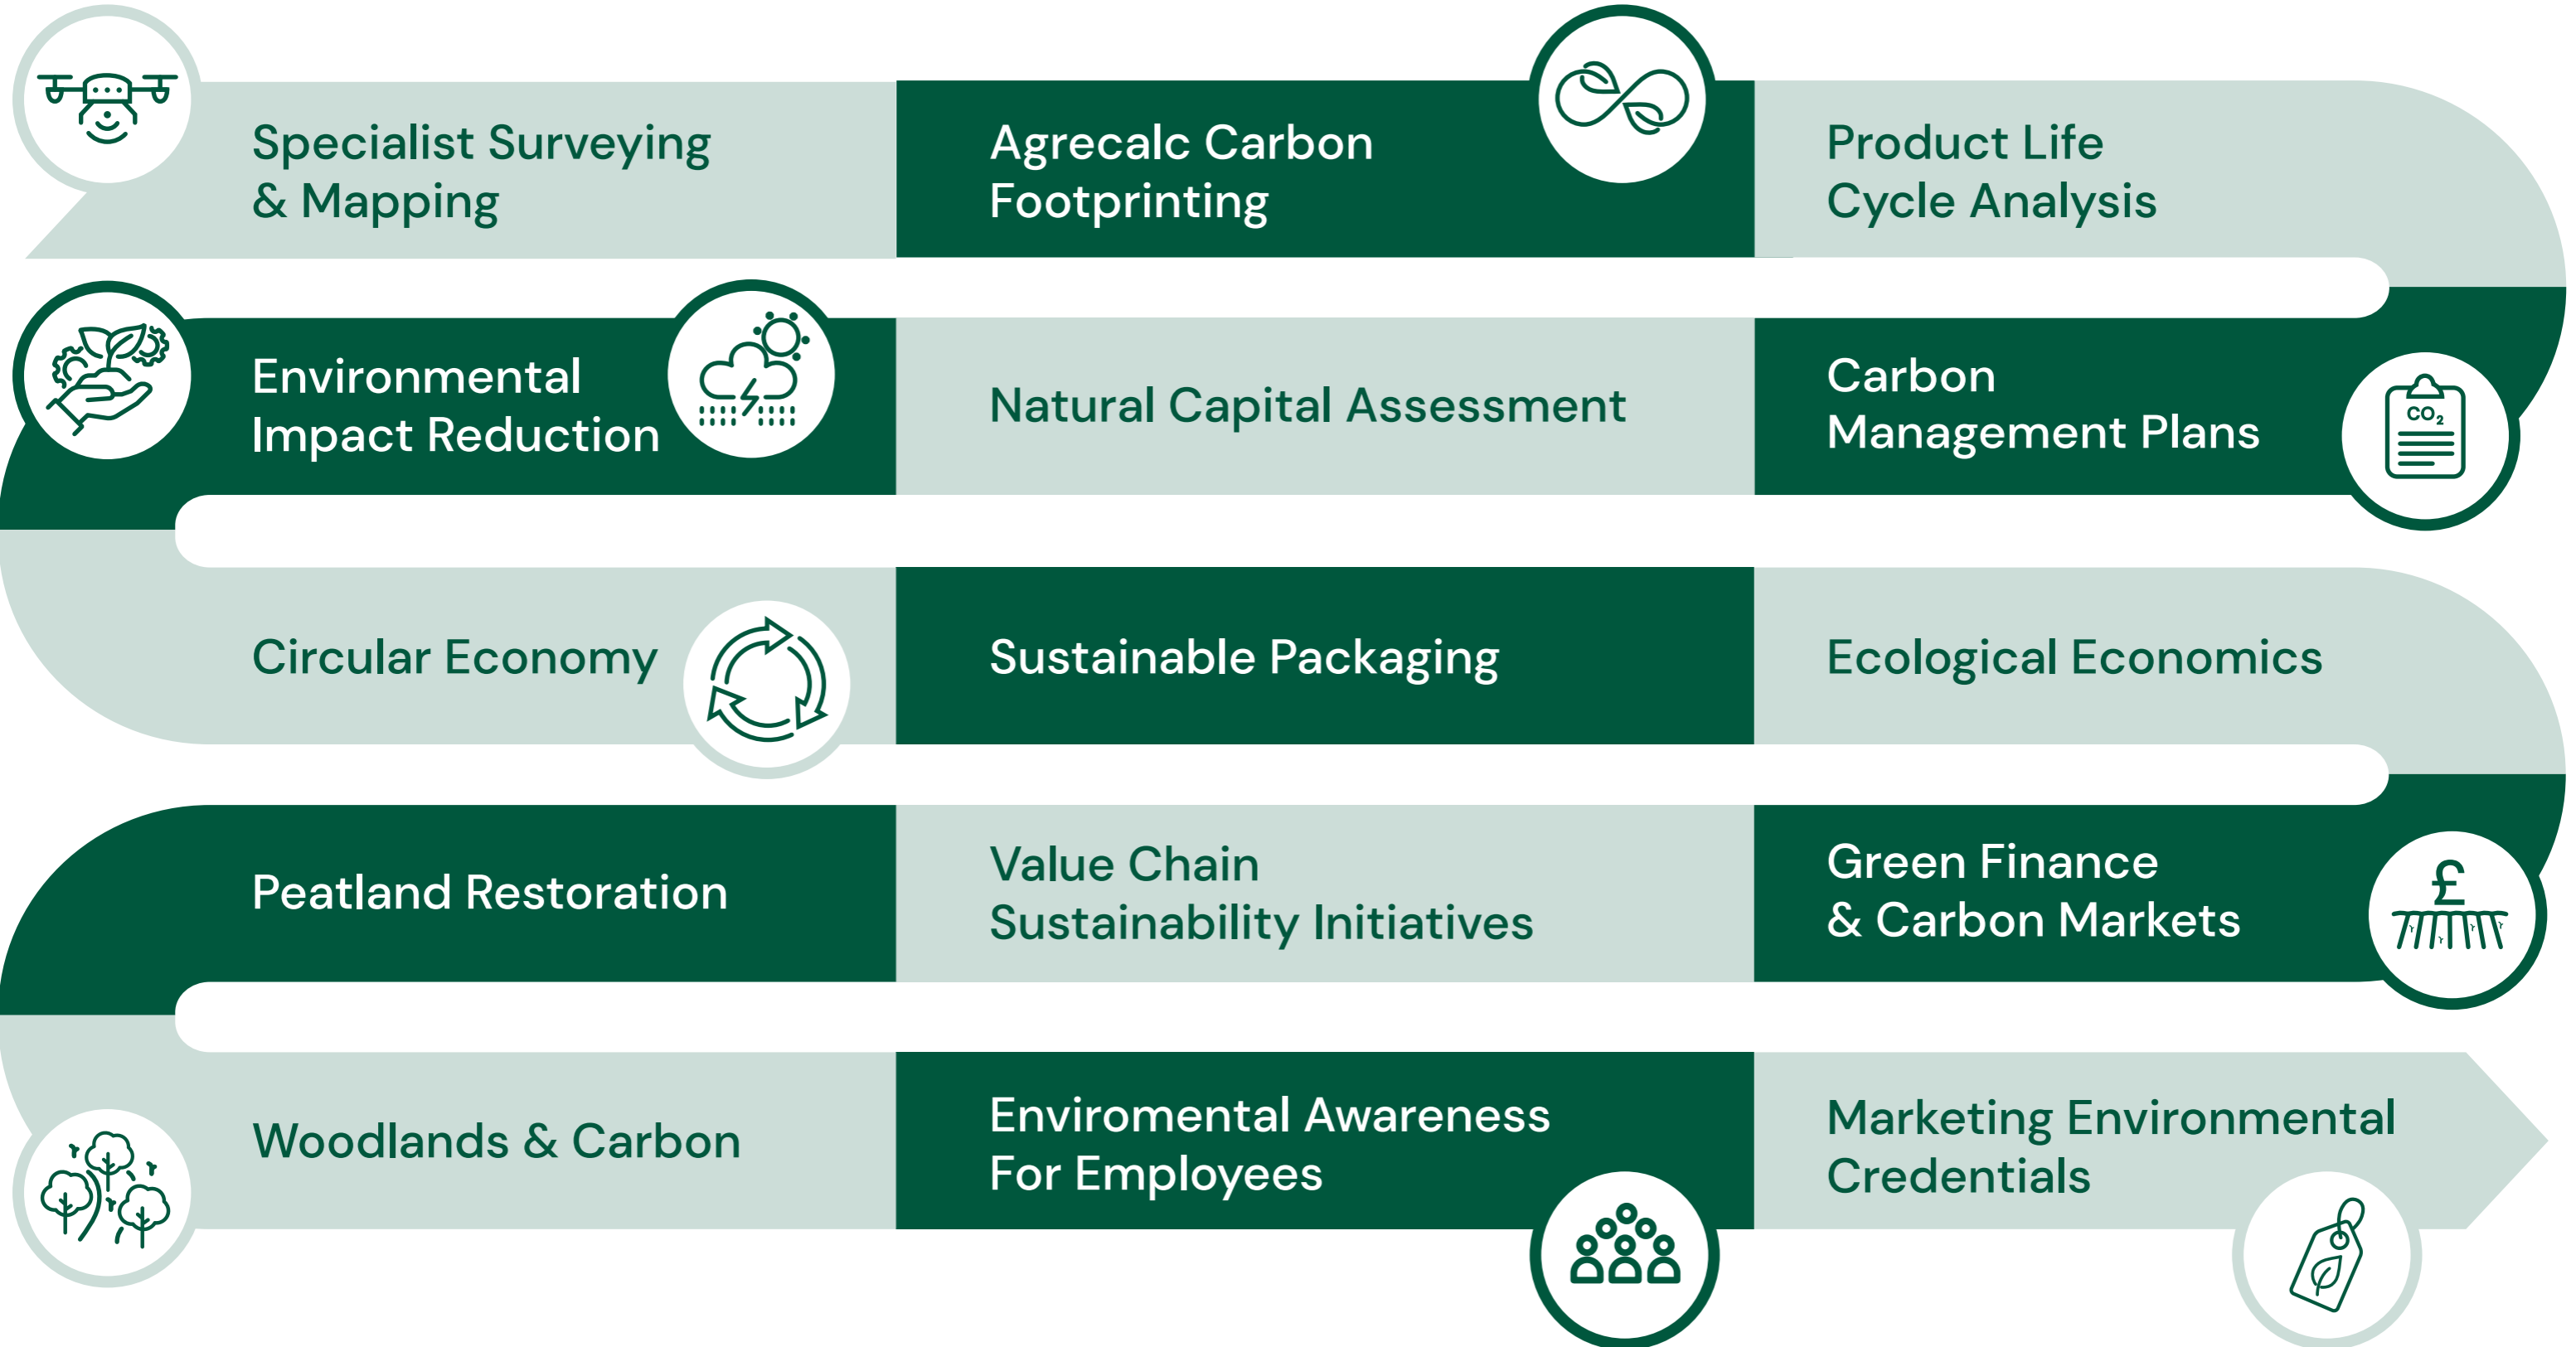 Specialist Surveying
& Mapping
Agrecalc Carbon
Footprinting
Product Life
Cycle Analysis
Environmental
Impact Reduction
Natural Capital Assessment
Carbon
Management Plans
CO₂
Circular Economy
Sustainable Packaging
Ecological Economics
Peatland Restoration
Value Chain
Sustainability Initiatives
Green Finance
& Carbon Markets
£
Woodlands & Carbon
Enviromental Awareness
For Employees
Marketing Environmental
Credentials